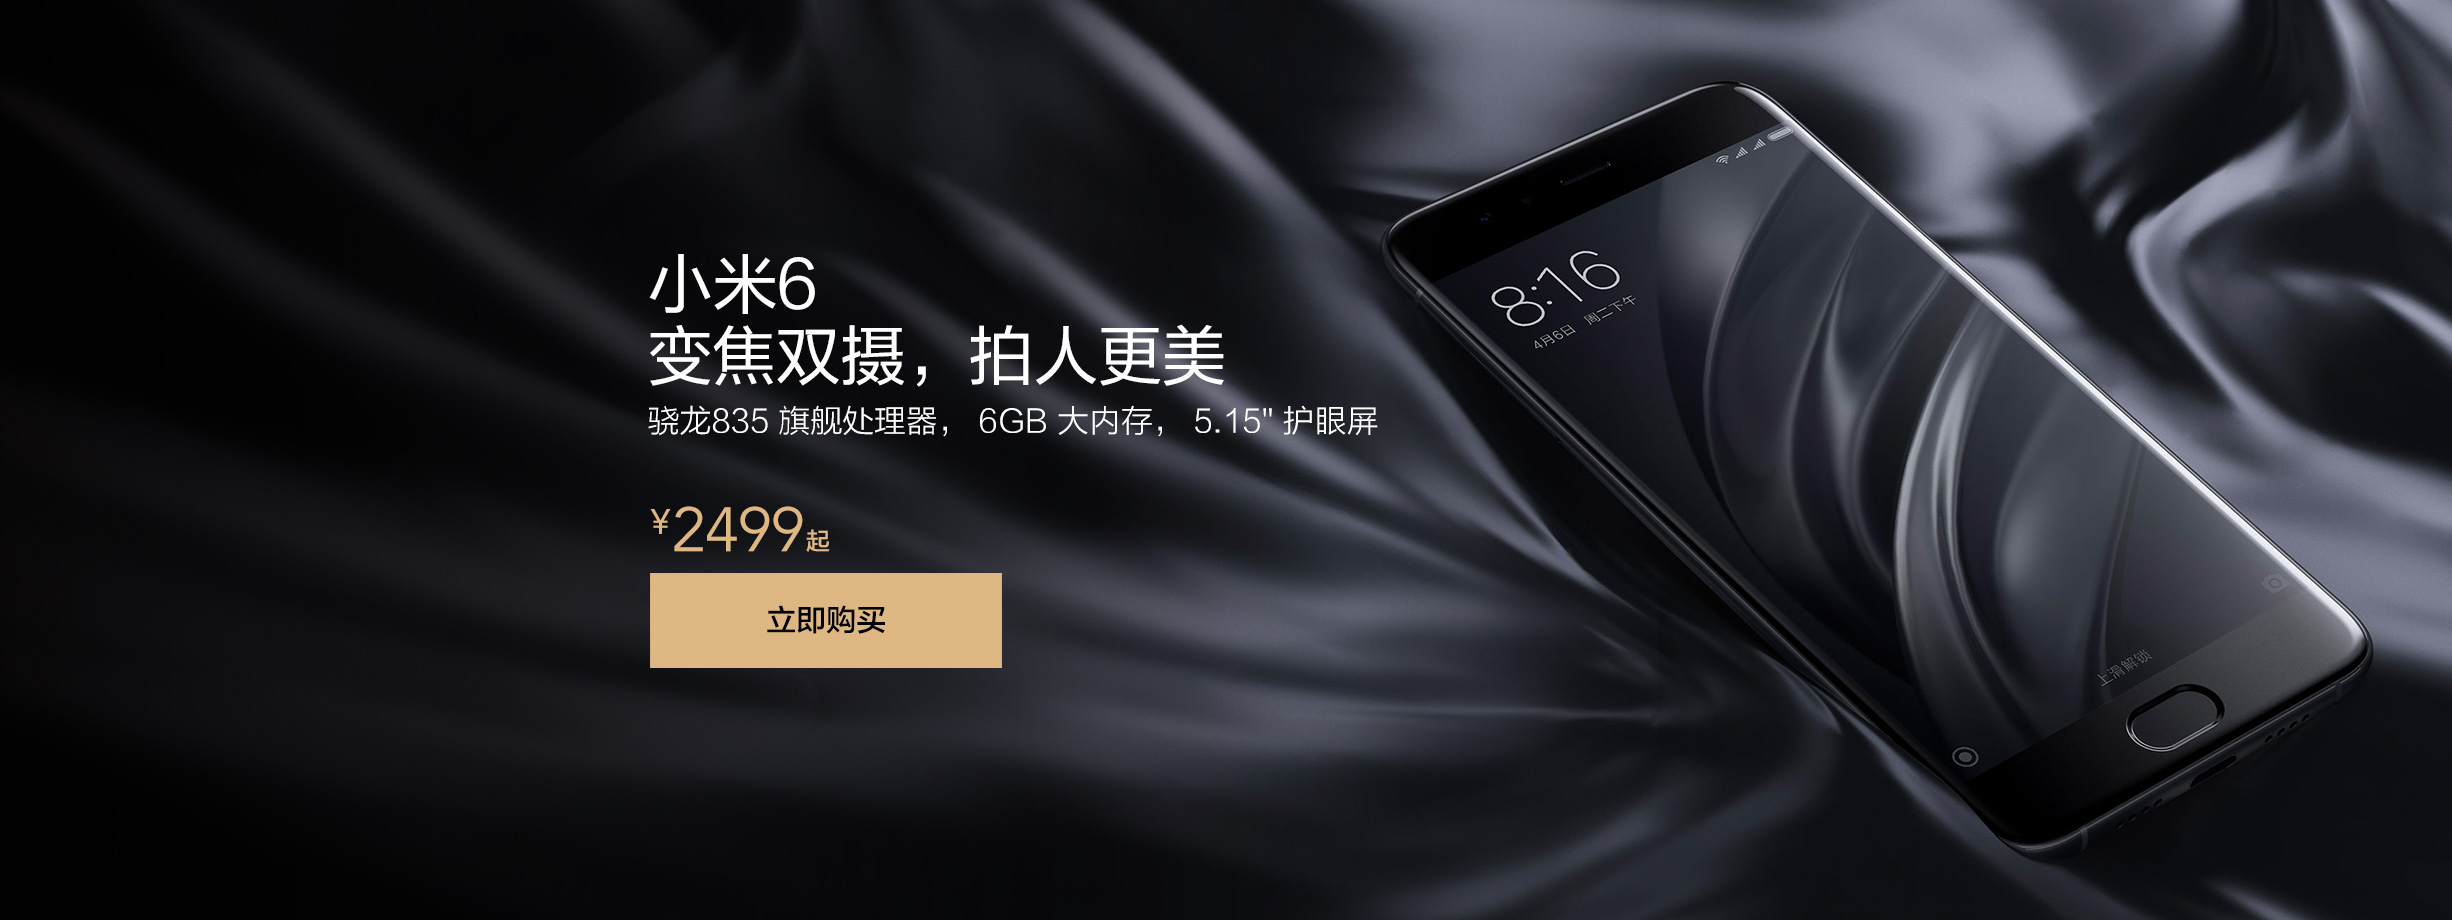 小米6
变焦双摄，拍人更美
骁龙835 旗舰处理器， 6GB 大内存， 5.15" 护眼屏
¥2499起
立即购买
8:16
4月6日 周二下午
上滑解锁